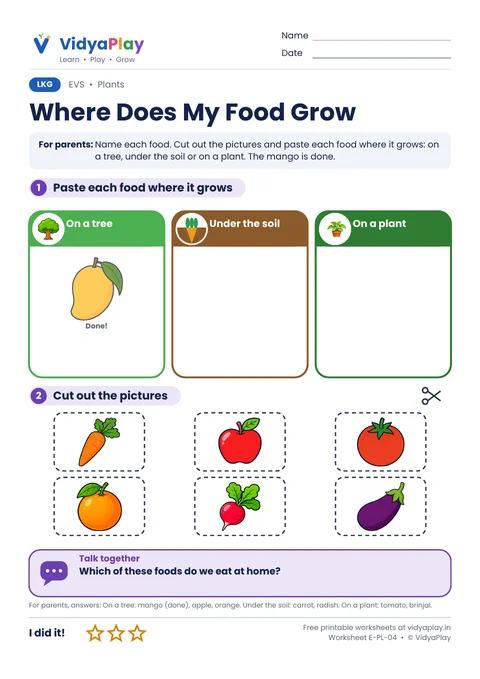 VidyaPlay
Learn • Play • Grow
Name
Date
LKG EVS • Plants
Where Does My Food Grow
For parents: Name each food. Cut out the pictures and paste each food where it grows: on
a tree, under the soil or on a plant. The mango is done.
1 Paste each food where it grows
On a tree
Under the soil
On a plant
Done!
2 Cut out the pictures
Talk together
Which of these foods do we eat at home?
For parents, answers: On a tree: mango (done), apple, orange. Under the soil: carrot, radish. On a plant: tomato, brinjal.
I did it!
Free printable worksheets at vidyaplay.in
Worksheet E-PL-04 • © VidyaPlay